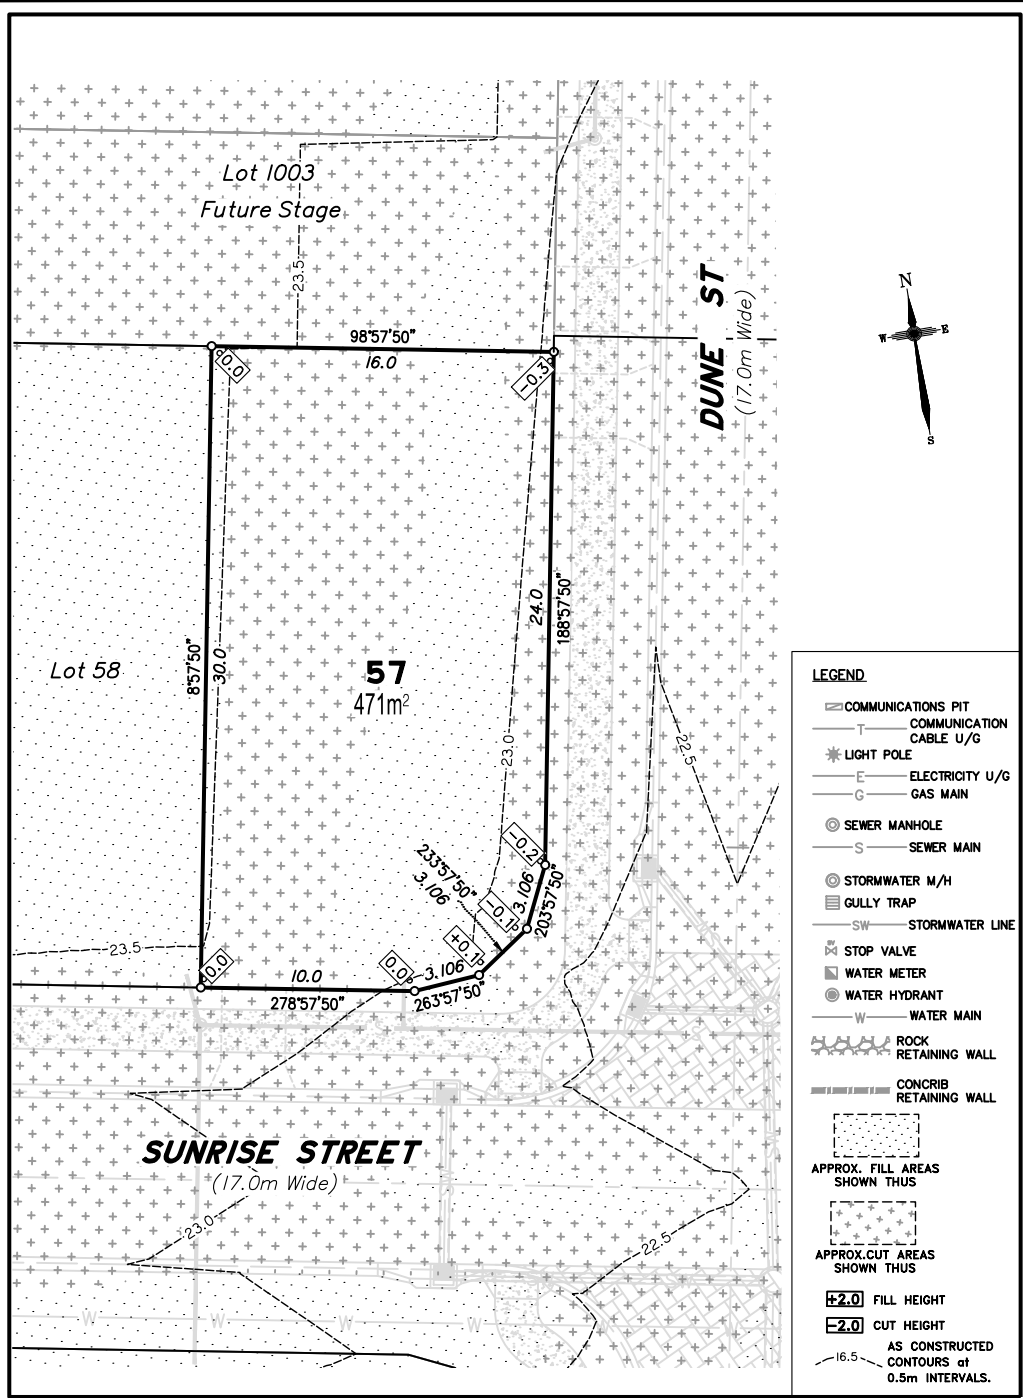 Lot 1003
Future Stage
23.5
98°57'50"
16.0
0.0
-0.3
DUNE ST
(17.0m Wide)
N
W
E
S
8°57'50"
30.0
24.0
188°57'50"
Lot 58
57
471m²
23.0
22.5
233°57'50"
3.106
-0.2
3.106
203°57'50"
-0.1
+0.1
23.5
0.0
10.0
278°57'50"
0.0
3.106
263°57'50"
SUNRISE STREET
(17.0m Wide)
23.0
22.5
W
W
W
W
LEGEND
COMMUNICATIONS PIT
T COMMUNICATION
CABLE U/G
LIGHT POLE
E ELECTRICITY U/G
G GAS MAIN
SEWER MANHOLE
S SEWER MAIN
STORMWATER M/H
GULLY TRAP
SW STORMWATER LINE
SV STOP VALVE
WATER METER
WATER HYDRANT
W WATER MAIN
ROCK
RETAINING WALL
CONCRIB
RETAINING WALL
APPROX. FILL AREAS
SHOWN THUS
APPROX.CUT AREAS
SHOWN THUS
+2.0 FILL HEIGHT
-2.0 CUT HEIGHT
16.5 AS CONSTRUCTED
CONTOURS at
0.5m INTERVALS.